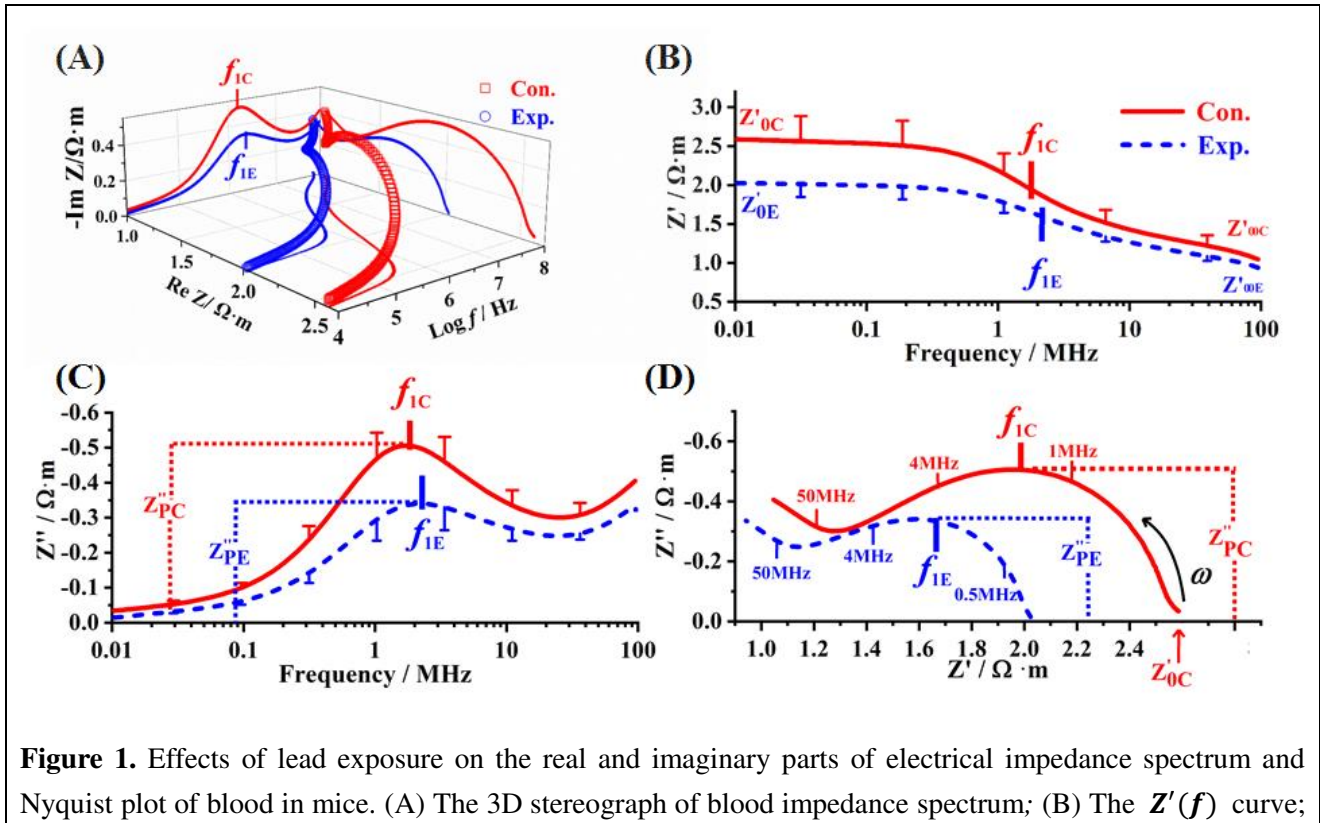 (A)
f1C
f1E
□ Con.
○ Exp.
-Im Z/Ω·m
0.4
0.2
0.0
1.0
1.5
2.0
2.5
Re Z/ Ω·m
4
5
6
7
8
Log f / Hz
(B)
Z' / Ω·m
3.0
2.5
2.0
1.5
1.0
0.5
Z'0C
Z'0E
f1C
f1E
Con.
Exp.
Z'∞C
Z'∞E
0.01 0.1 1 10 100
Frequency / MHz
(C)
Z'' / Ω·m
-0.6
-0.5
-0.4
-0.3
-0.2
-0.1
0.0
f1C
f1E
Z''PC
Z''PE
0.01 0.1 1 10 100
Frequency / MHz
(D)
Z'' / Ω·m
-0.6
-0.4
-0.2
0.0
f1C
4MHz
1MHz
50MHz
50MHz
4MHz
f1E
0.5MHz
Z''PE
Z''PC
ω
1.0 1.2 1.4 1.6 1.8 2.0 2.2 2.4
Z' / Ω·m
Z'0C
Figure 1. Effects of lead exposure on the real and imaginary parts of electrical impedance spectrum and
Nyquist plot of blood in mice. (A) The 3D stereograph of blood impedance spectrum; (B) The Z'(f) curve;